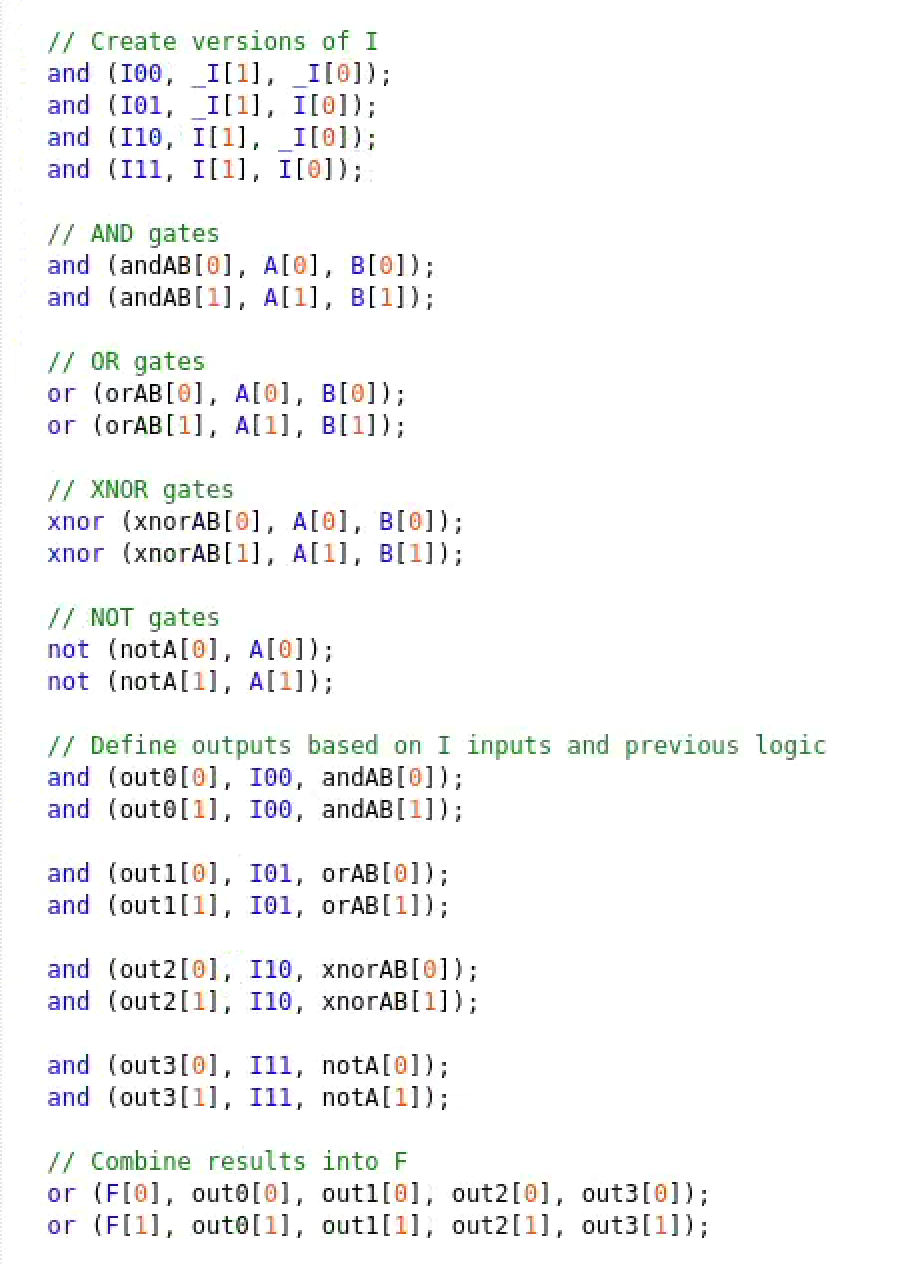 // Create versions of I
and (I00, _I[1], _I[0]);
and (I01, _I[1], I[0]);
and (I10, I[1], _I[0]);
and (I11, I[1], I[0]);
// AND gates
and (andAB[0], A[0], B[0]);
and (andAB[1], A[1], B[1]);
// OR gates
or (orAB[0], A[0], B[0]);
or (orAB[1], A[1], B[1]);
// XNOR gates
xnor (xnorAB[0], A[0], B[0]);
xnor (xnorAB[1], A[1], B[1]);
// NOT gates
not (notA[0], A[0]);
not (notA[1], A[1]);
// Define outputs based on I inputs and previous logic
and (out0[0], I00, andAB[0]);
and (out0[1], I00, andAB[1]);
and (out1[0], I01, orAB[0]);
and (out1[1], I01, orAB[1]);
and (out2[0], I10, xnorAB[0]);
and (out2[1], I10, xnorAB[1]);
and (out3[0], I11, notA[0]);
and (out3[1], I11, notA[1]);
// Combine results into F
or (F[0], out0[0], out1[0], out2[0], out3[0]);
or (F[1], out0[1], out1[1], out2[1], out3[1]);